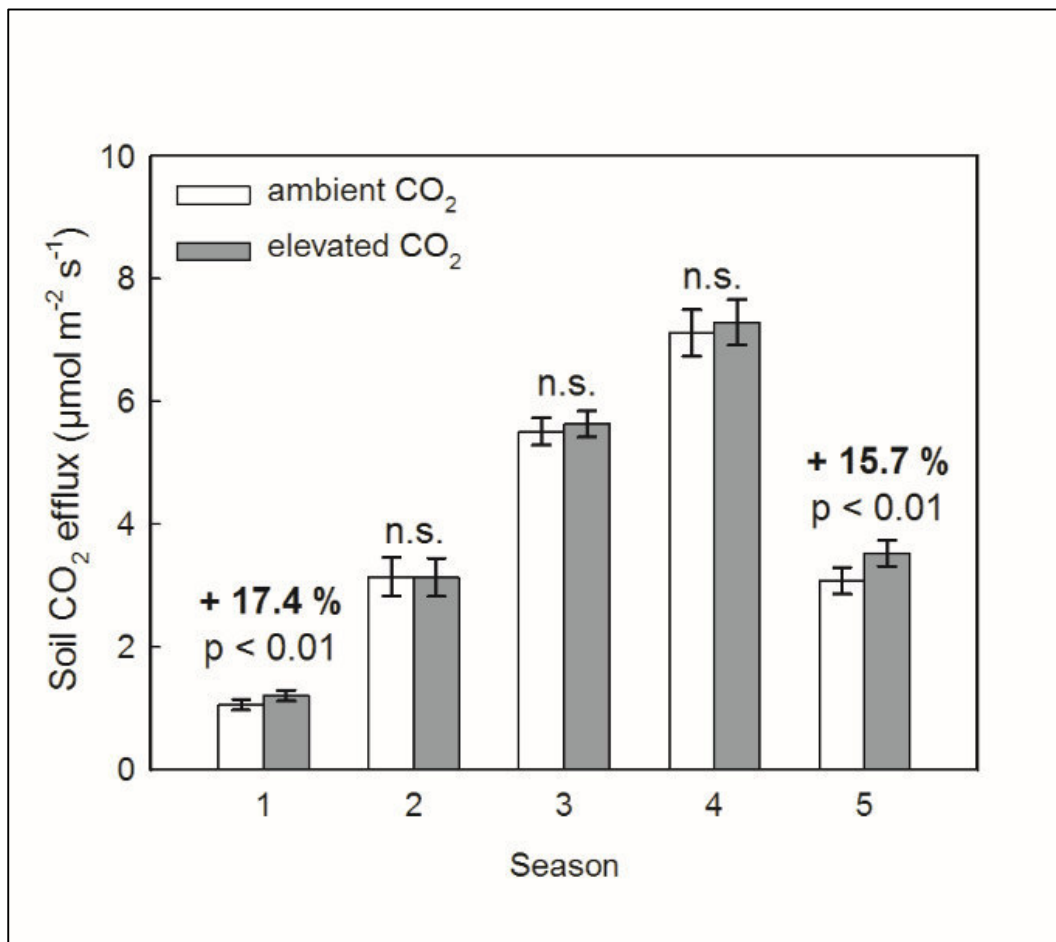 10
8
6
4
2
0
Soil CO₂ efflux (µmol m⁻² s⁻¹)
ambient CO₂
elevated CO₂
+ 17.4 %
p < 0.01
n.s.
n.s.
n.s.
+ 15.7 %
p < 0.01
1 2 3 4 5
Season